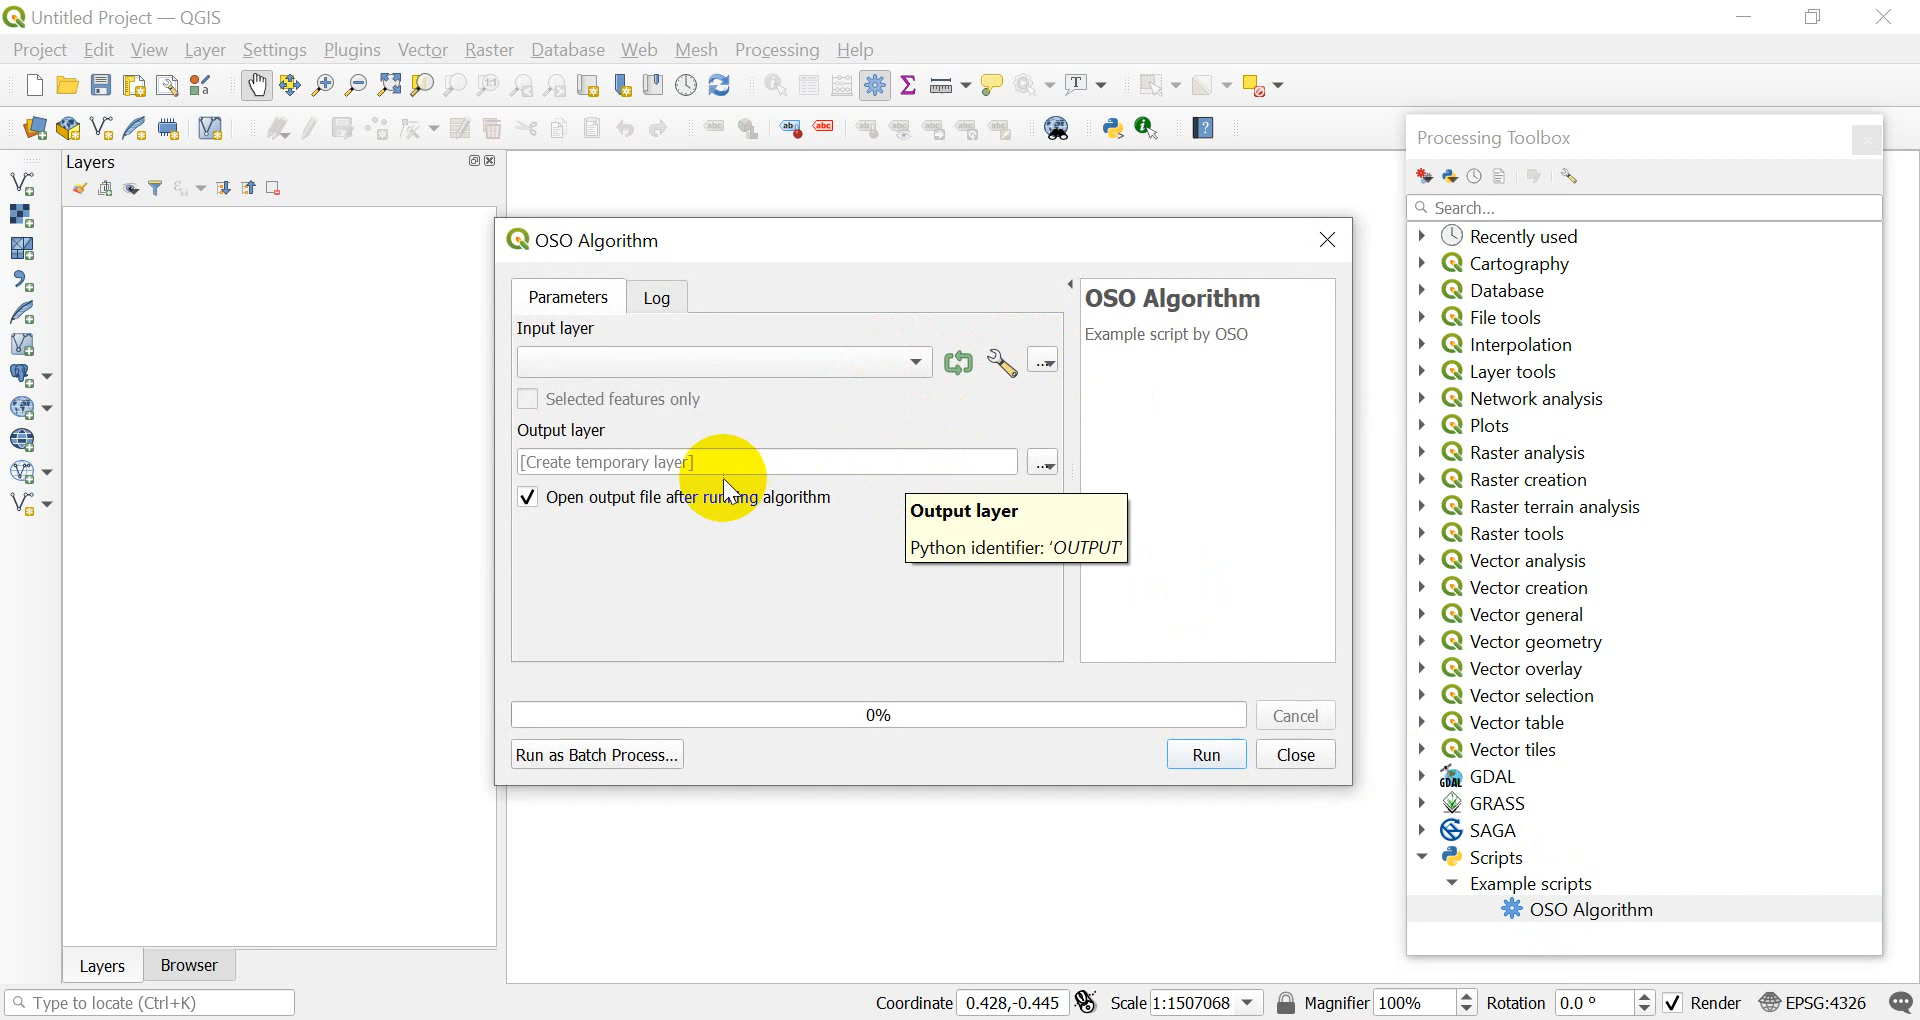 Untitled Project — QGIS
Project Edit View Layer Settings Plugins Vector Raster Database Web Mesh Processing Help
Layers
Processing Toolbox
Search...
Recently used
Cartography
Database
File tools
Interpolation
Layer tools
Network analysis
Plots
Raster analysis
Raster creation
Raster terrain analysis
Raster tools
Vector analysis
Vector creation
Vector general
Vector geometry
Vector overlay
Vector selection
Vector table
Vector tiles
GDAL
GRASS
SAGA
Scripts
Example scripts
OSO Algorithm
OSO Algorithm
Parameters Log
Input layer
Selected features only
Output layer
[Create temporary layer]
Open output file after running algorithm
OSO Algorithm
Example script by OSO
Output layer
Python identifier: 'OUTPUT'
0%
Cancel
Run as Batch Process...
Run Close
Layers Browser
Type to locate (Ctrl+K)
Coordinate 0.428,-0.445 Scale 1:1507068 Magnifier 100% Rotation 0.0 ° Render EPSG:4326